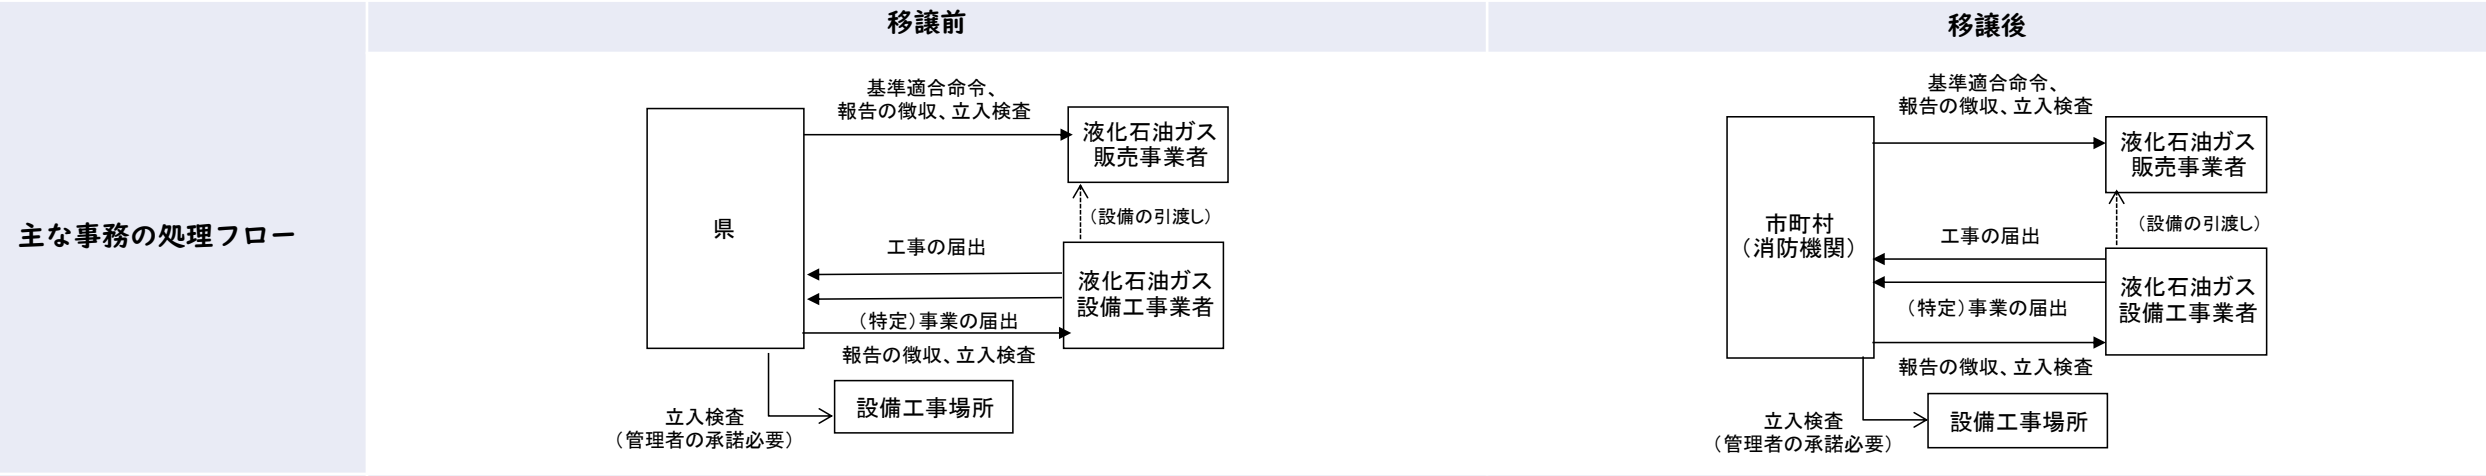 移譲前
移譲後
主な事務の処理フロー
基準適合命令、
報告の徴収、立入検査
液化石油ガス
販売事業者
県
（設備の引渡し）
工事の届出
液化石油ガス
設備工事業者
（特定）事業の届出
報告の徴収、立入検査
設備工事場所
立入検査
（管理者の承諾必要）
基準適合命令、
報告の徴収、立入検査
液化石油ガス
販売事業者
市町村
（消防機関）
（設備の引渡し）
工事の届出
液化石油ガス
設備工事業者
（特定）事業の届出
報告の徴収、立入検査
設備工事場所
立入検査
（管理者の承諾必要）